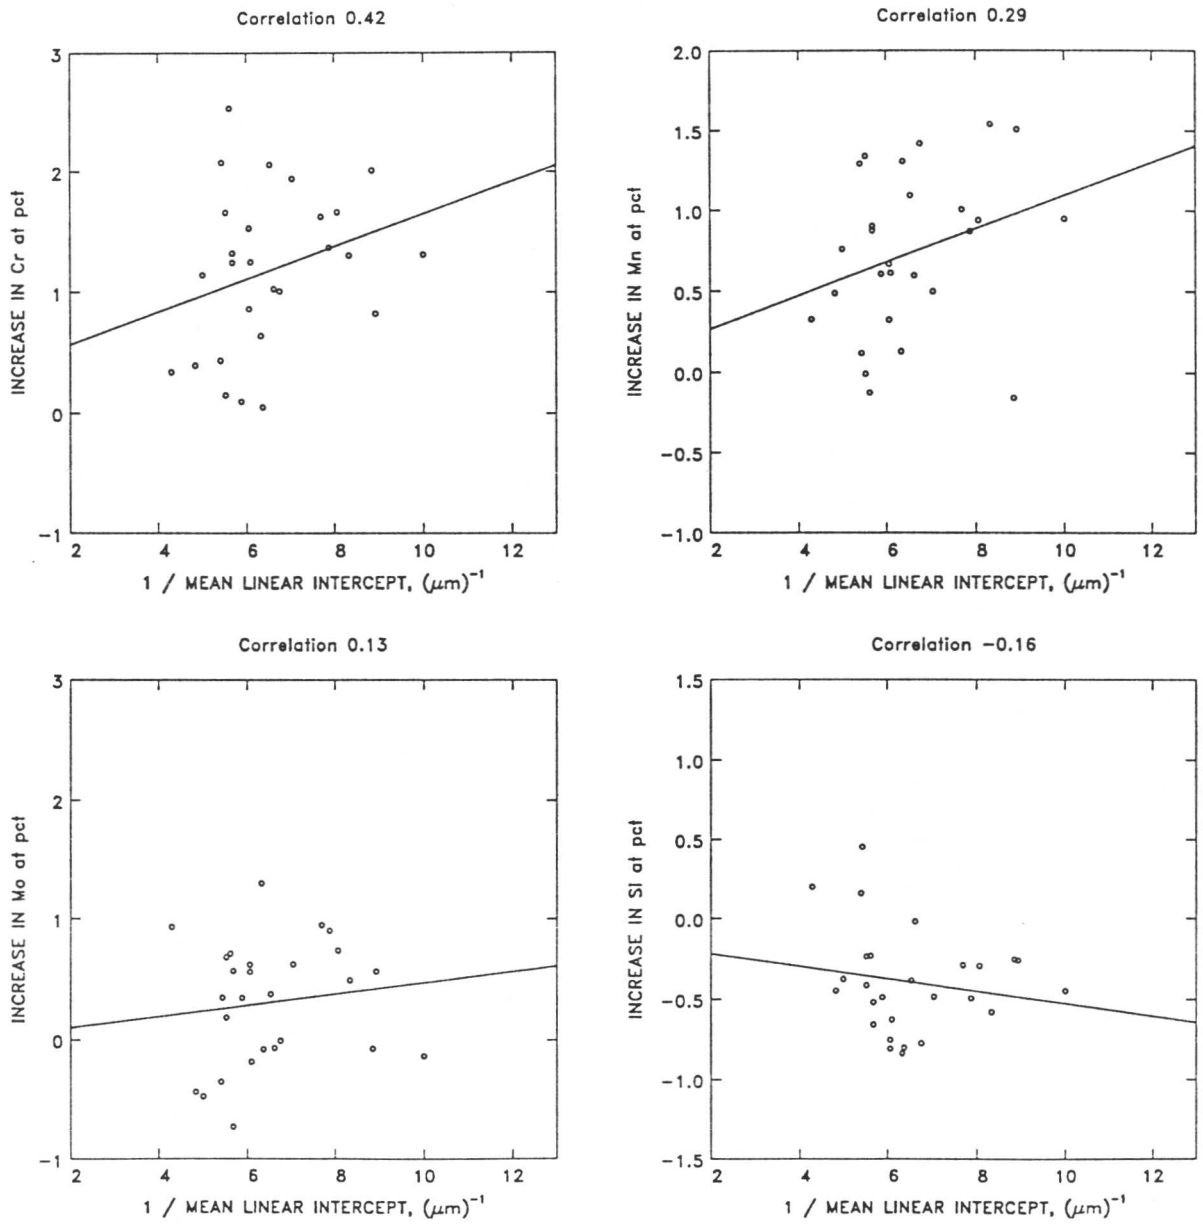 Correlation 0.42
3
2
1
0
−1
INCREASE IN Cr at pct
2 4 6 8 10 12
1 / MEAN LINEAR INTERCEPT, (μm)⁻¹
Correlation 0.29
2.0
1.5
1.0
0.5
0.0
−0.5
−1.0
INCREASE IN Mn at pct
2 4 6 8 10 12
1 / MEAN LINEAR INTERCEPT, (μm)⁻¹
Correlation 0.13
3
2
1
0
−1
INCREASE IN Mo at pct
2 4 6 8 10 12
1 / MEAN LINEAR INTERCEPT, (μm)⁻¹
Correlation −0.16
1.5
1.0
0.5
0.0
−0.5
−1.0
−1.5
INCREASE IN SI at pct
2 4 6 8 10 12
1 / MEAN LINEAR INTERCEPT, (μm)⁻¹